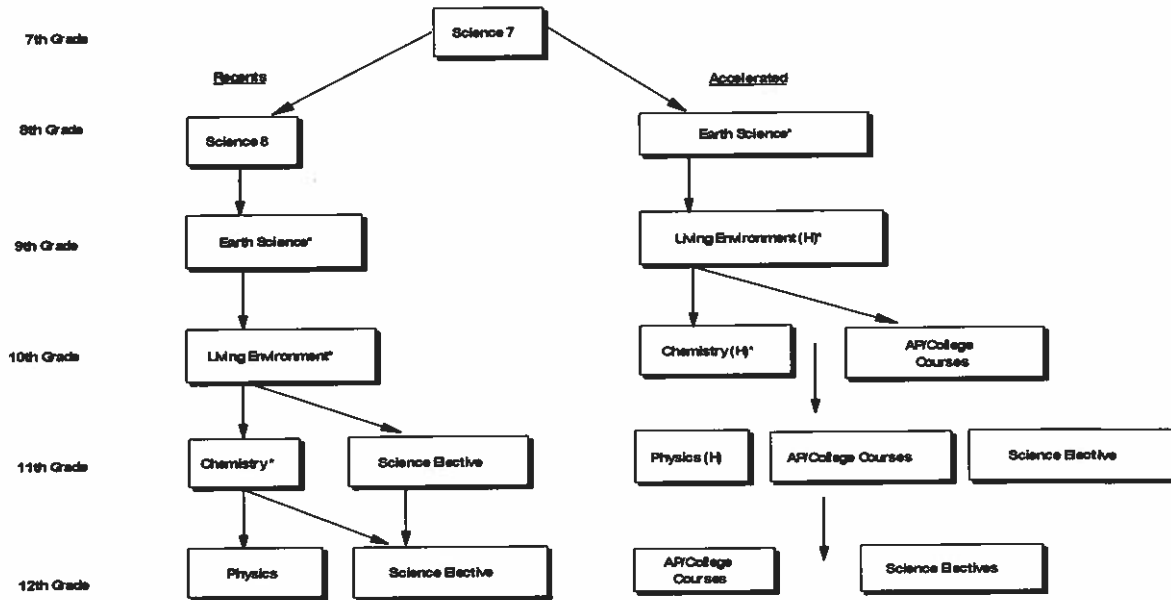 7th Grade
Science 7
Regents
Accelerated
8th Grade
Science 8
Earth Science*
9th Grade
Earth Science*
Living Environment (H)*
10th Grade
Living Environment*
Chemistry (H)*
AP/College
Courses
11th Grade
Chemistry*
Science Elective
Physics (H)
AP/College Courses
Science Elective
12th Grade
Physics
Science Elective
AP/College
Courses
Science Electives